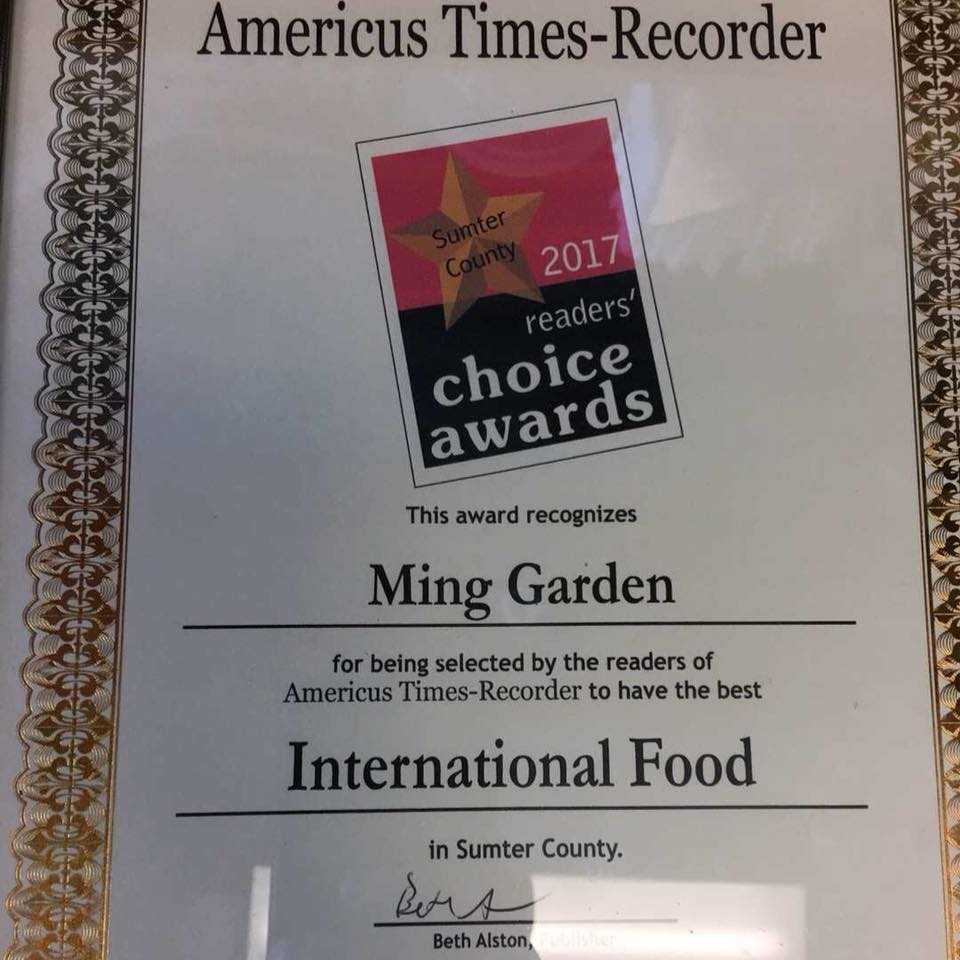 Americus Times-Recorder
Sumter
County
2017
readers'
choice
awards
This award recognizes
Ming Garden
for being selected by the readers of
Americus Times-Recorder to have the best
International Food
in Sumter County.
Beth Alston, Publisher